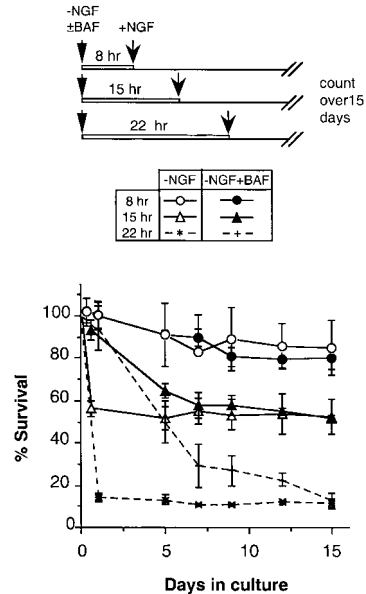 -NGF
±BAF +NGF
8 hr
15 hr
22 hr
count
over15
days
-NGF -NGF+BAF
8 hr
15 hr
22 hr
100
80
60
40
20
0
0 5 10 15
% Survival
Days in culture